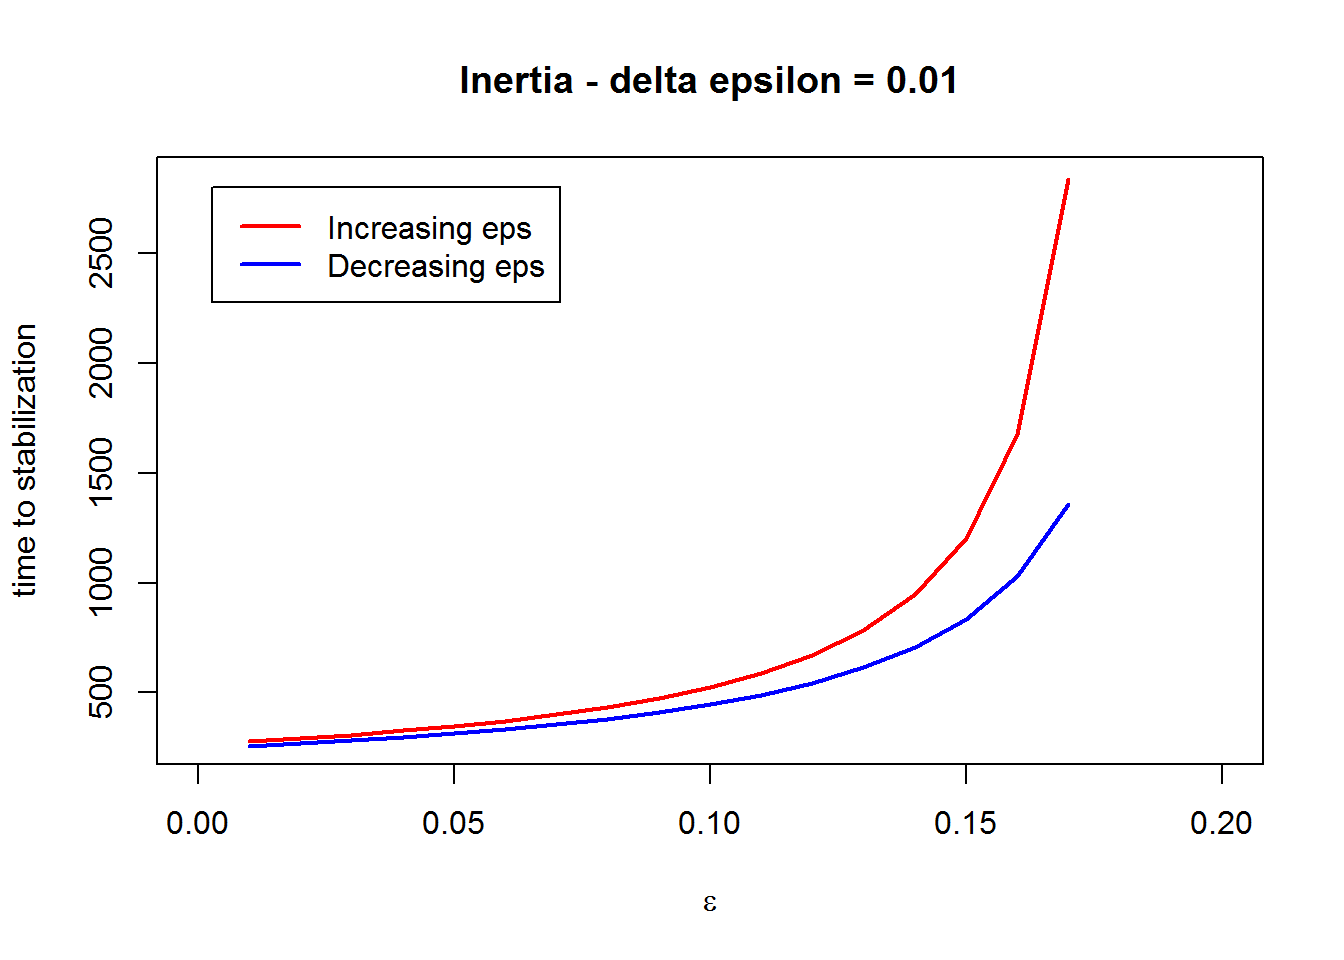 Inertia - delta epsilon = 0.01
Increasing eps
Decreasing eps
time to stabilization
2500
2000
1500
1000
500
0.00 0.05 0.10 0.15 0.20
ε